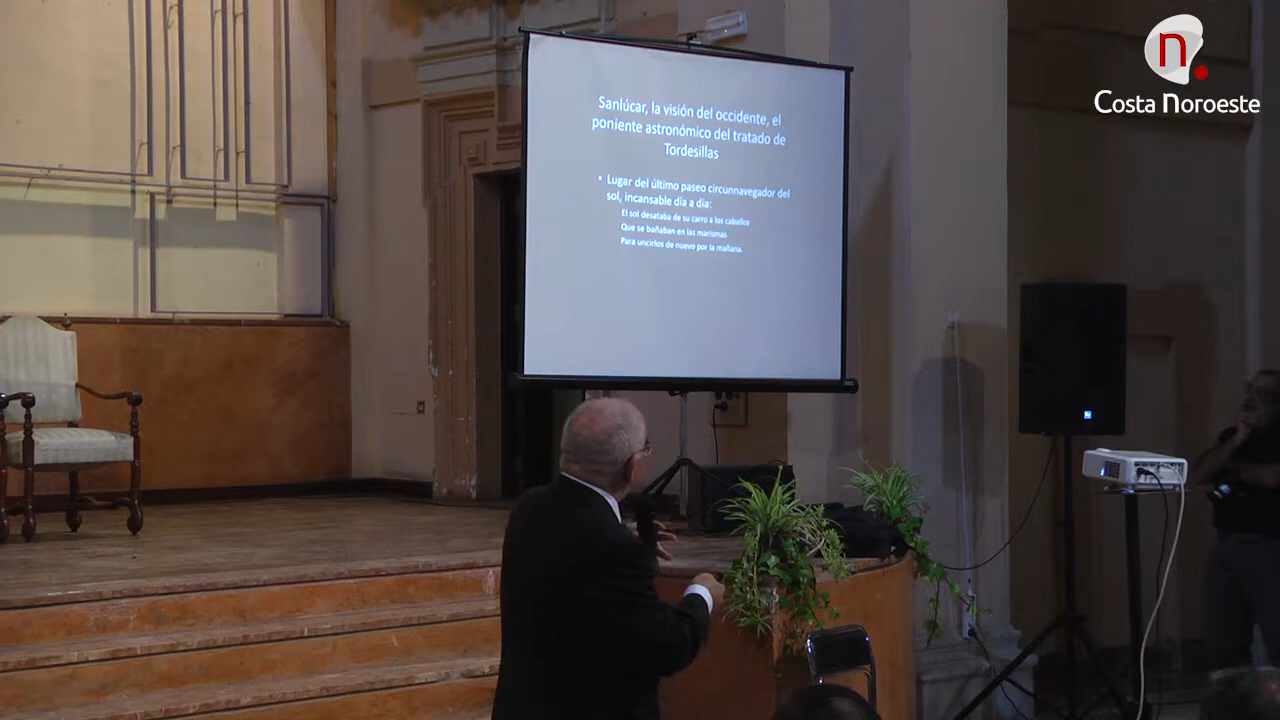 n.
Costa Noroeste
Sanlúcar, la visión del occidente, el
poniente astronómico del tratado de
Tordesillas
• Lugar del último paseo circunnavegador del
sol, incansable día a día:
El sol desataba de su carro a los caballos
Que se bañaban en las marismas
Para uncirlos de nuevo por la mañana.